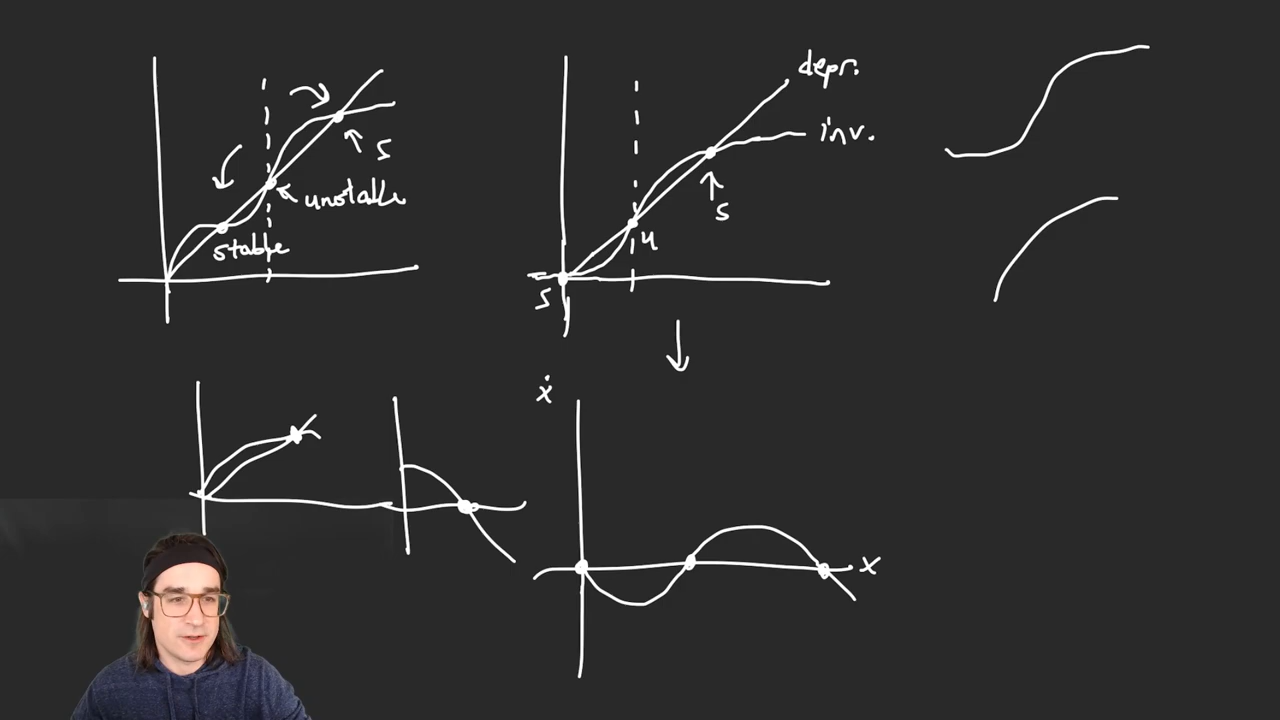 S
unstable
stable
depr.
inv.
S
u
S
ẋ
x